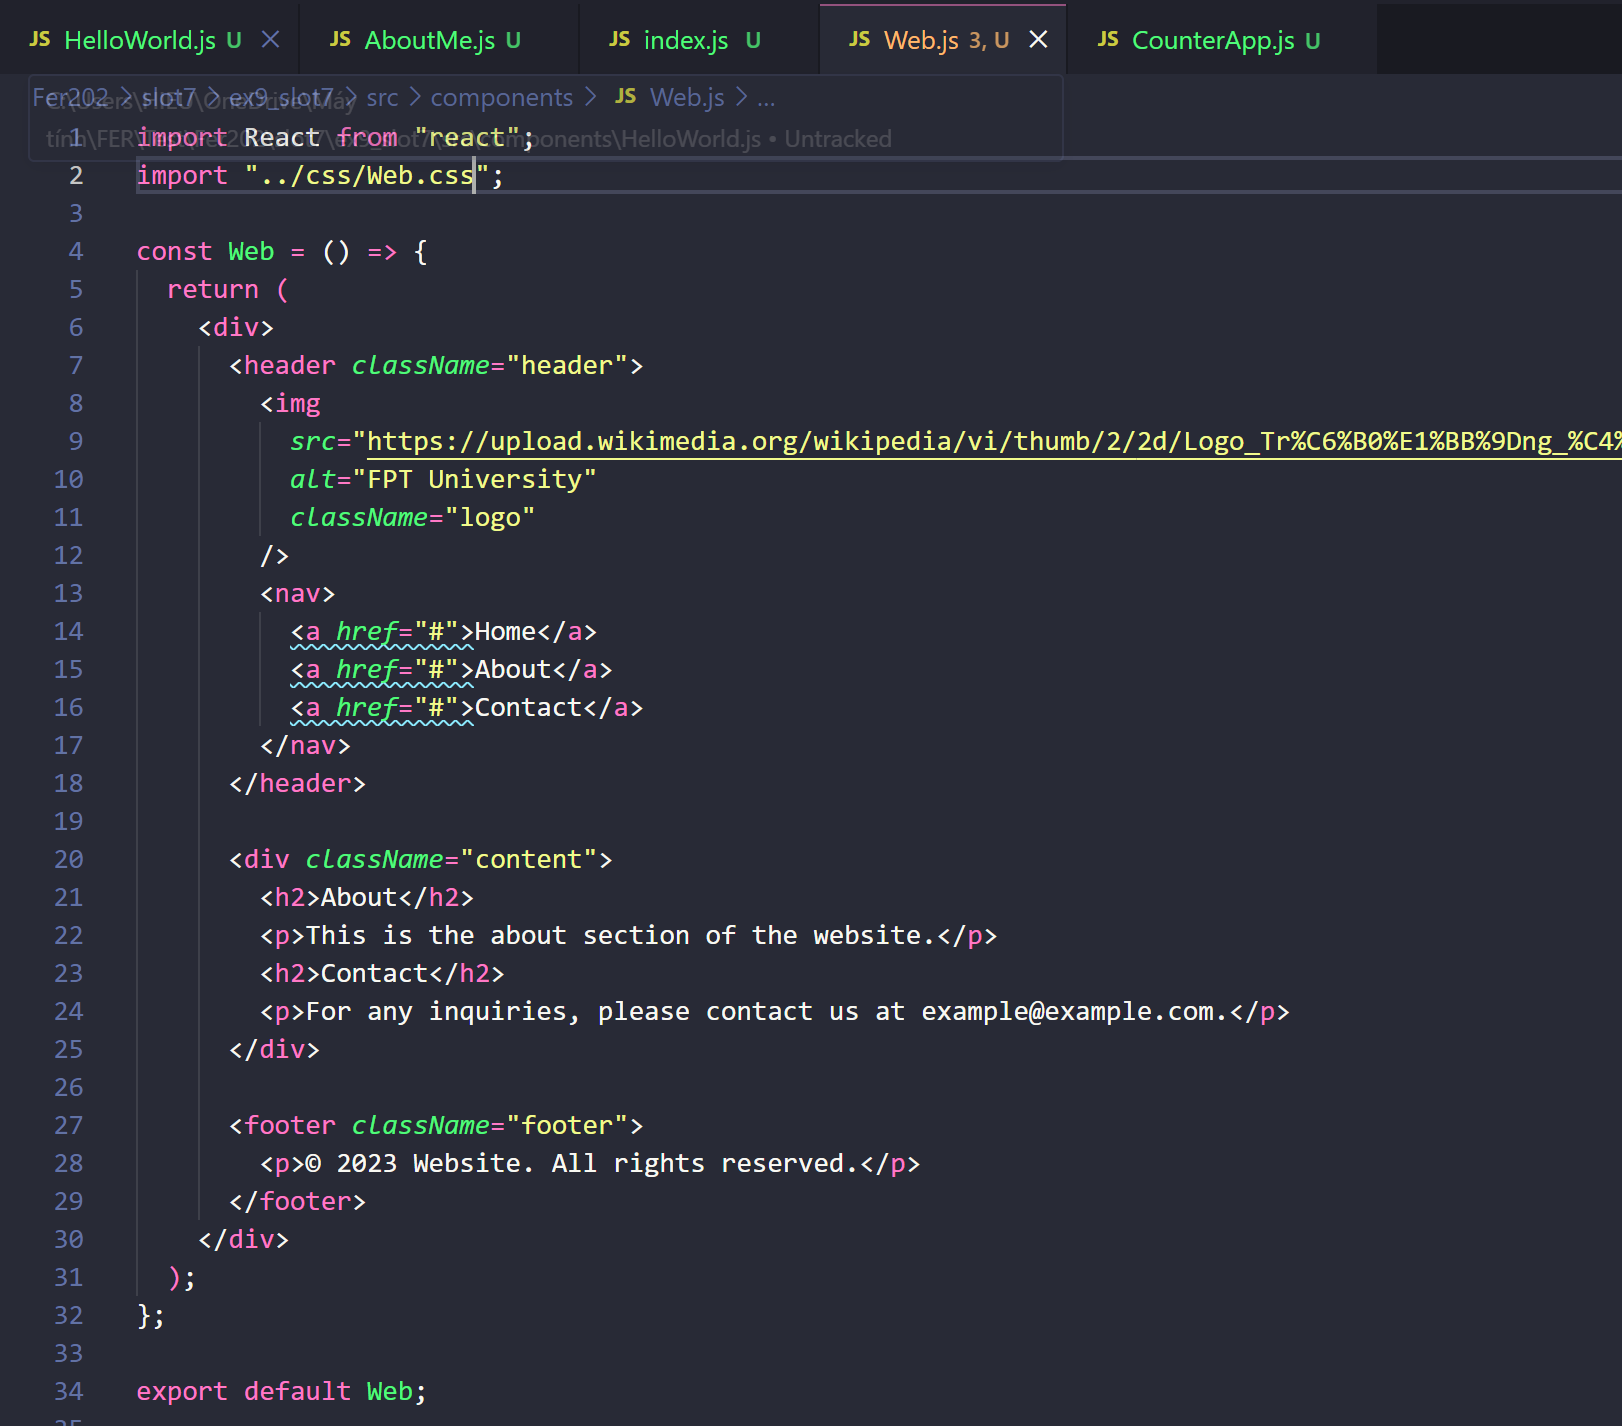 JS HelloWorld.js U
JS AboutMe.js U
JS index.js U
JS Web.js 3, U
JS CounterApp.js U
Fer202 > slot7 > ex9_slot7 > src > components > JS Web.js > ...
1 import React from "react";
2 import "../css/Web.css";
3
4 const Web = () => {
5 return (
6 <div>
7 <header className="header">
8 <img
9 src="https://upload.wikimedia.org/wikipedia/vi/thumb/2/2d/Logo_Tr%C6%B0%E1%BB%9Dng_%C4%
10 alt="FPT University"
11 className="logo"
12 />
13 <nav>
14 <a href="#">Home</a>
15 <a href="#">About</a>
16 <a href="#">Contact</a>
17 </nav>
18 </header>
19
20 <div className="content">
21 <h2>About</h2>
22 <p>This is the about section of the website.</p>
23 <h2>Contact</h2>
24 <p>For any inquiries, please contact us at example@example.com.</p>
25 </div>
26
27 <footer className="footer">
28 <p>© 2023 Website. All rights reserved.</p>
29 </footer>
30 </div>
31 );
32 };
33
34 export default Web;